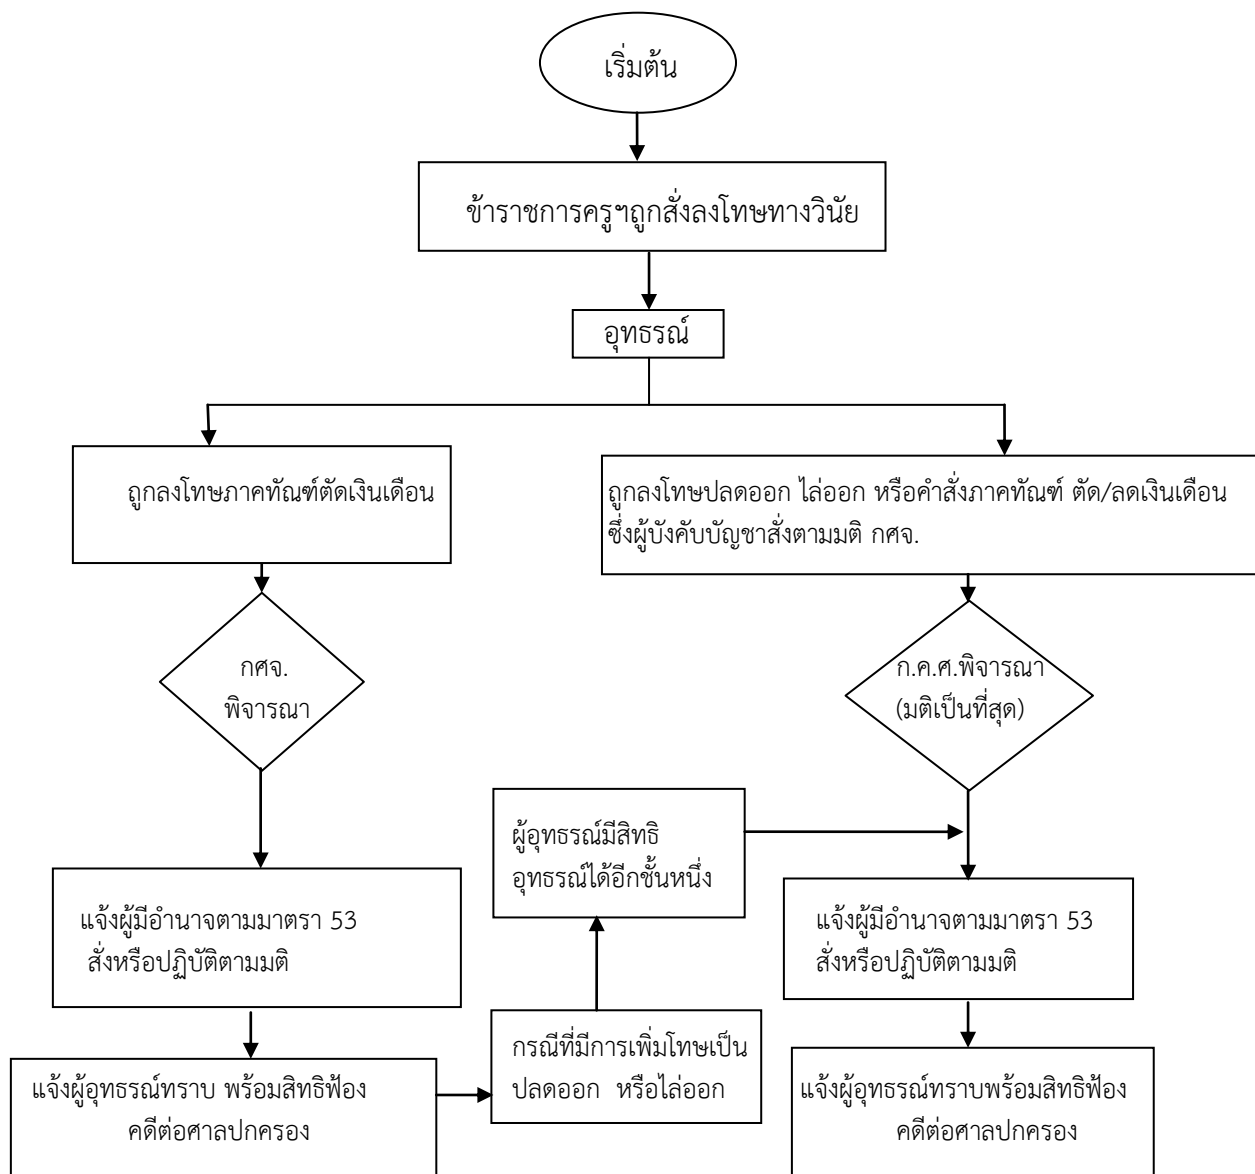 เริ่มต้น
ข้าราชการครูฯถูกสั่งลงโทษทางวินัย
อุทธรณ์
ถูกลงโทษภาคทัณฑ์ตัดเงินเดือน
ถูกลงโทษปลดออก ไล่ออก หรือคำสั่งภาคทัณฑ์ ตัด/ลดเงินเดือน
ซึ่งผู้บังคับบัญชาสั่งตามมติ กศจ.
กศจ.
พิจารณา
ก.ค.ศ.พิจารณา
(มติเป็นที่สุด)
ผู้อุทธรณ์มีสิทธิ
อุทธรณ์ได้อีกชั้นหนึ่ง
แจ้งผู้มีอำนาจตามมาตรา 53
สั่งหรือปฏิบัติตามมติ
แจ้งผู้มีอำนาจตามมาตรา 53
สั่งหรือปฏิบัติตามมติ
กรณีที่มีการเพิ่มโทษเป็น
ปลดออก หรือไล่ออก
แจ้งผู้อุทธรณ์ทราบ พร้อมสิทธิฟ้อง
คดีต่อศาลปกครอง
แจ้งผู้อุทธรณ์ทราบพร้อมสิทธิฟ้อง
คดีต่อศาลปกครอง